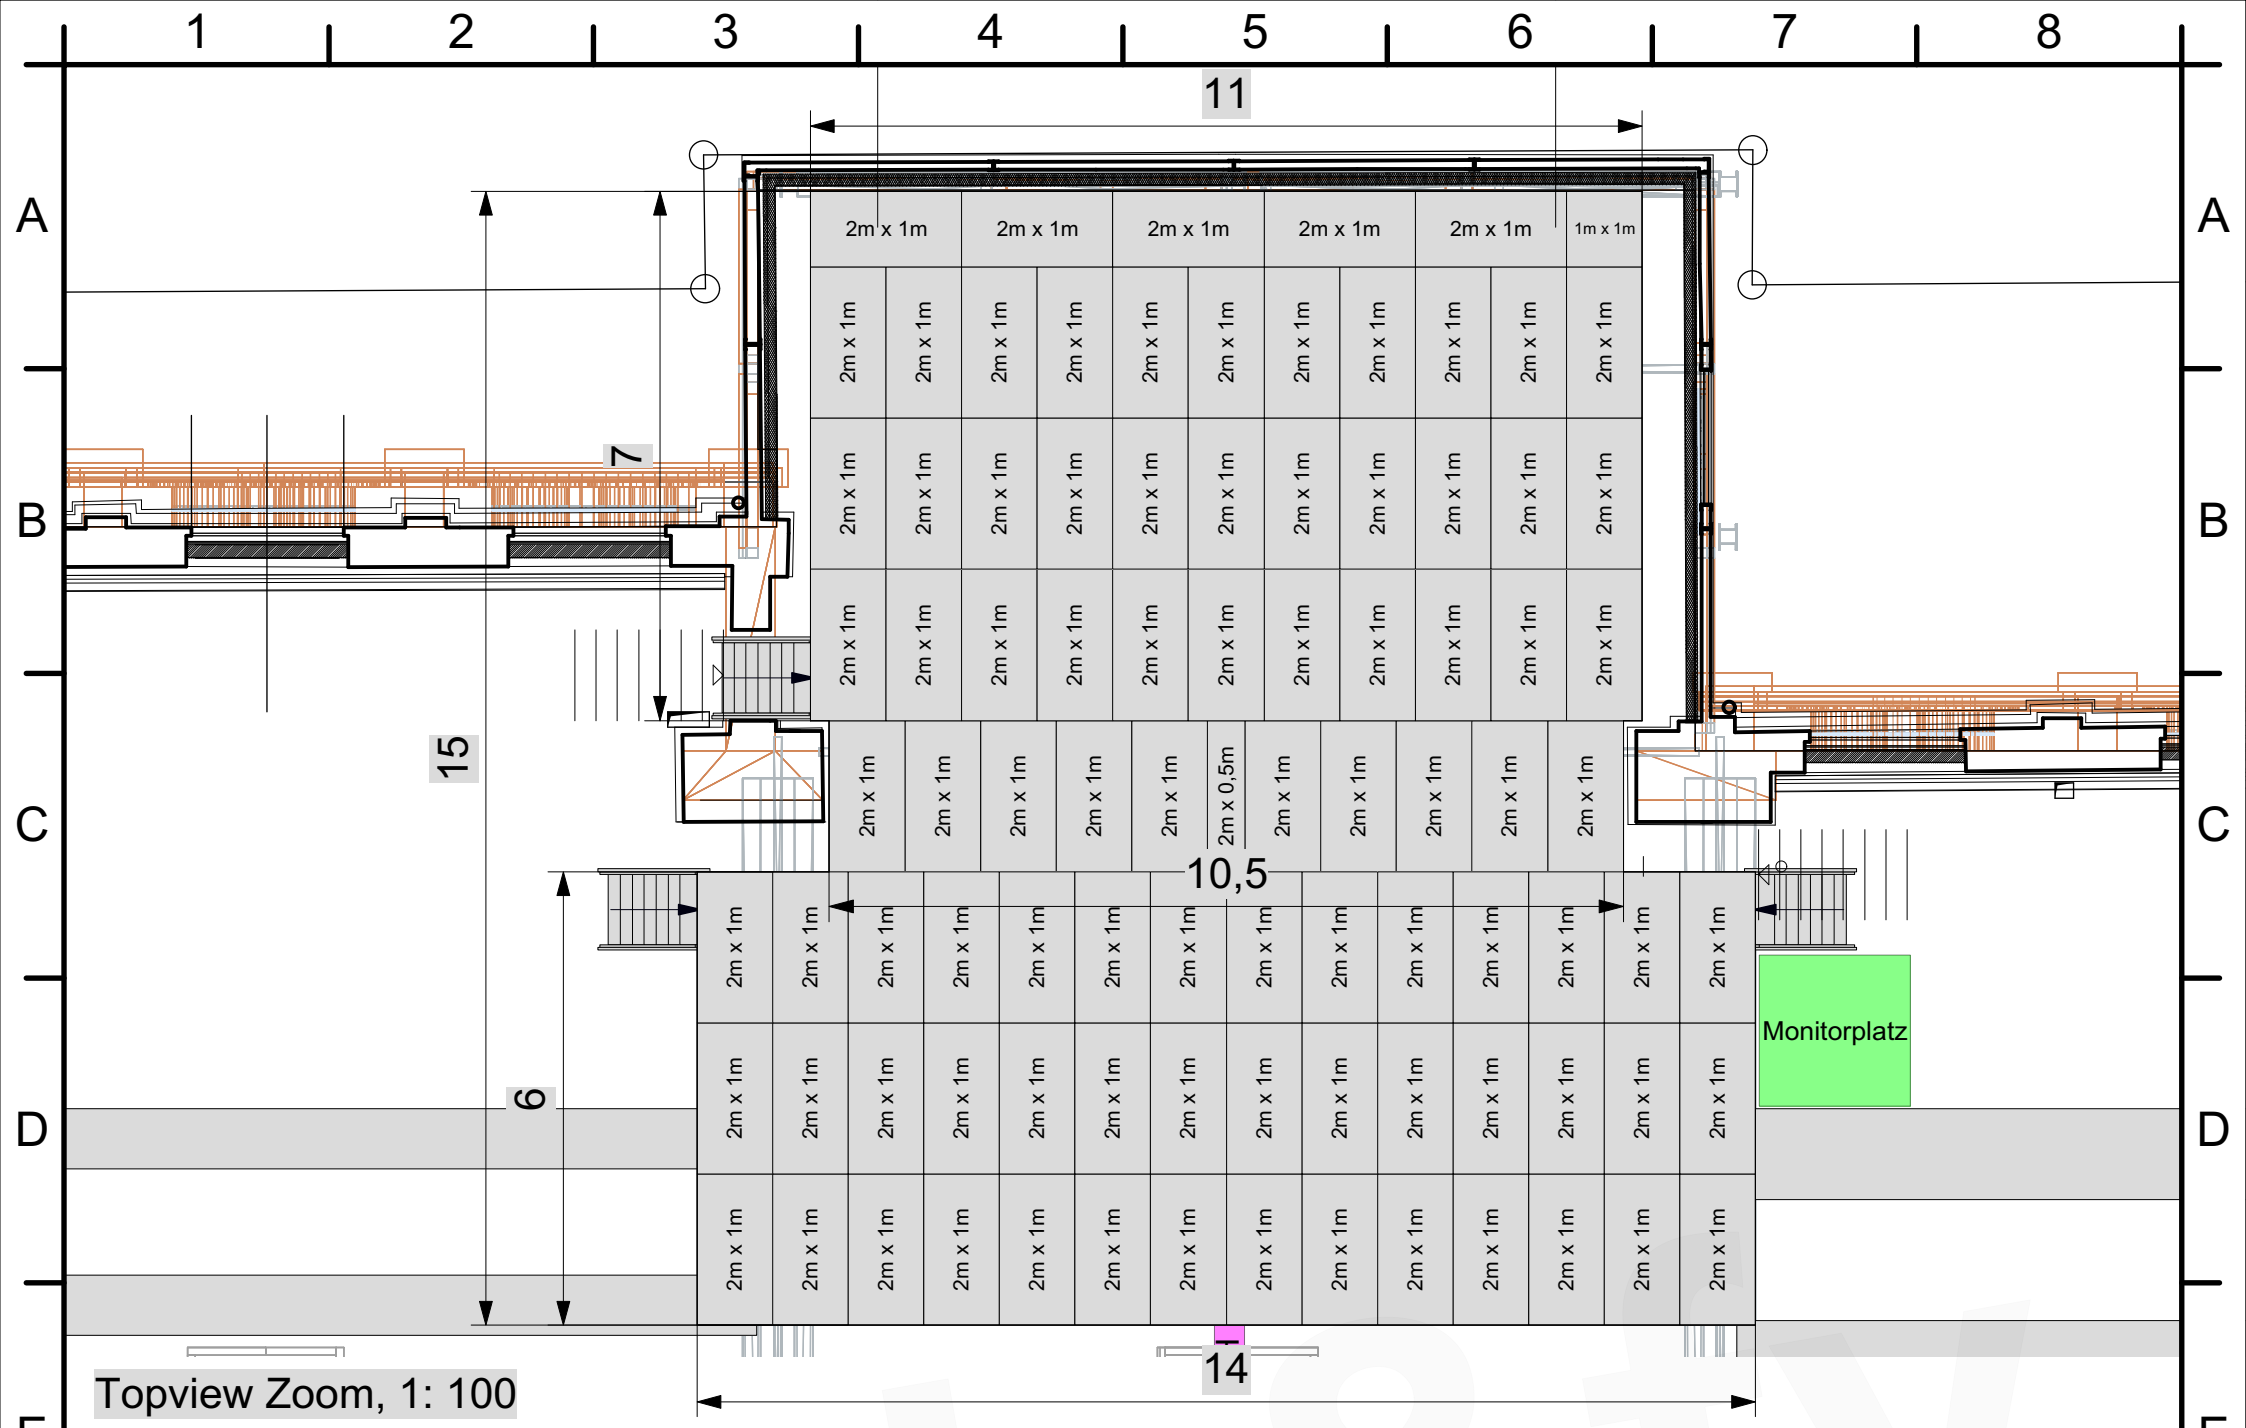 1 2 3 4 5 6 7 8
11
A A
2m x 1m 2m x 1m 2m x 1m 2m x 1m 2m x 1m 1m x 1m
2m x 1m 2m x 1m 2m x 1m 2m x 1m 2m x 1m 2m x 1m 2m x 1m 2m x 1m 2m x 1m 2m x 1m 2m x 1m
7
2m x 1m 2m x 1m 2m x 1m 2m x 1m 2m x 1m 2m x 1m 2m x 1m 2m x 1m 2m x 1m 2m x 1m 2m x 1m
B B
2m x 1m 2m x 1m 2m x 1m 2m x 1m 2m x 1m 2m x 1m 2m x 1m 2m x 1m 2m x 1m 2m x 1m 2m x 1m
15
2m x 1m 2m x 1m 2m x 1m 2m x 1m 2m x 1m 2m x 0,5m 2m x 1m 2m x 1m 2m x 1m 2m x 1m 2m x 1m
C C
10,5
2m x 1m 2m x 1m 2m x 1m 2m x 1m 2m x 1m 2m x 1m 2m x 1m 2m x 1m 2m x 1m 2m x 1m 2m x 1m 2m x 1m 2m x 1m 2m x 1m
Monitorplatz
6
2m x 1m 2m x 1m 2m x 1m 2m x 1m 2m x 1m 2m x 1m 2m x 1m 2m x 1m 2m x 1m 2m x 1m 2m x 1m 2m x 1m 2m x 1m 2m x 1m
D D
2m x 1m 2m x 1m 2m x 1m 2m x 1m 2m x 1m 2m x 1m 2m x 1m 2m x 1m 2m x 1m 2m x 1m 2m x 1m 2m x 1m 2m x 1m 2m x 1m
14
Topview Zoom, 1: 100